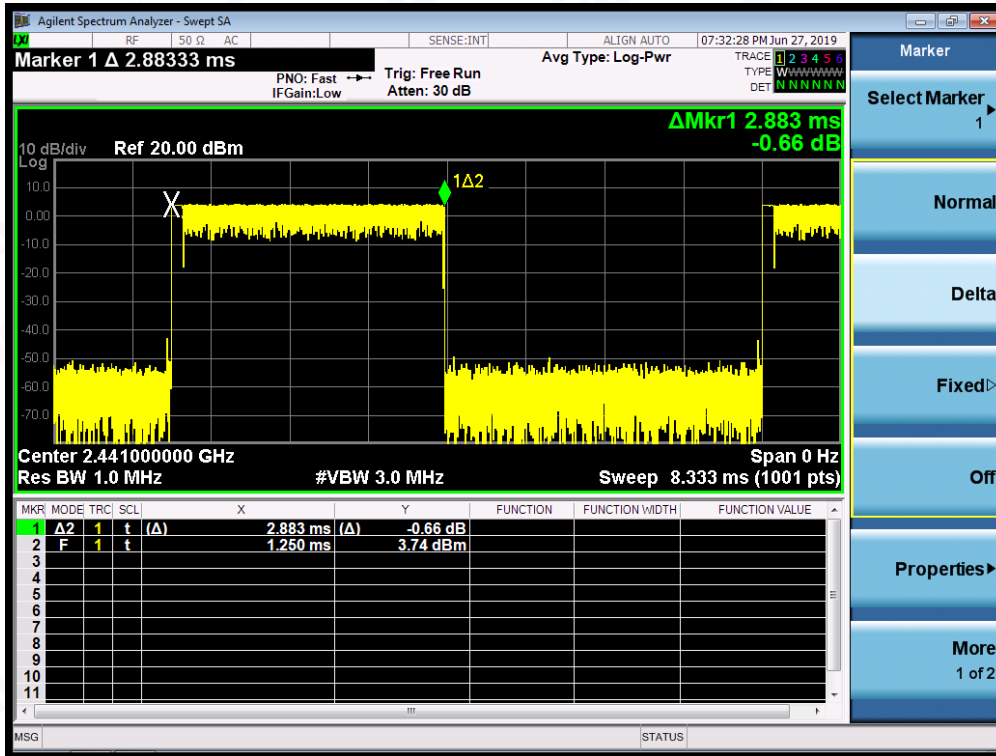 Agilent Spectrum Analyzer - Swept SA
LXI RF 50 Ω AC SENSE:INT ALIGN AUTO 07:32:28 PM Jun 27, 2019
Marker 1 Δ 2.88333 ms
Avg Type: Log-Pwr
TRACE 1 2 3 4 5 6
PNO: Fast Trig: Free Run
TYPE WWWWWW
IFGain:Low Atten: 30 dB
DET N N N N N N
ΔMkr1 2.883 ms
-0.66 dB
10 dB/div Ref 20.00 dBm
Log
1Δ2
10.0
0.00
-10.0
-20.0
-30.0
-40.0
-50.0
-60.0
-70.0
Center 2.441000000 GHz Span 0 Hz
Res BW 1.0 MHz #VBW 3.0 MHz Sweep 8.333 ms (1001 pts)
MKR MODE TRC SCL X Y FUNCTION FUNCTION WIDTH FUNCTION VALUE
1 Δ2 1 t (Δ) 2.883 ms (Δ) -0.66 dB
2 F 1 t 1.250 ms 3.74 dBm
3
4
5
6
7
8
9
10
11
MSG STATUS
Marker
Select Marker
1
Normal
Delta
Fixed
Off
Properties
More
1 of 2